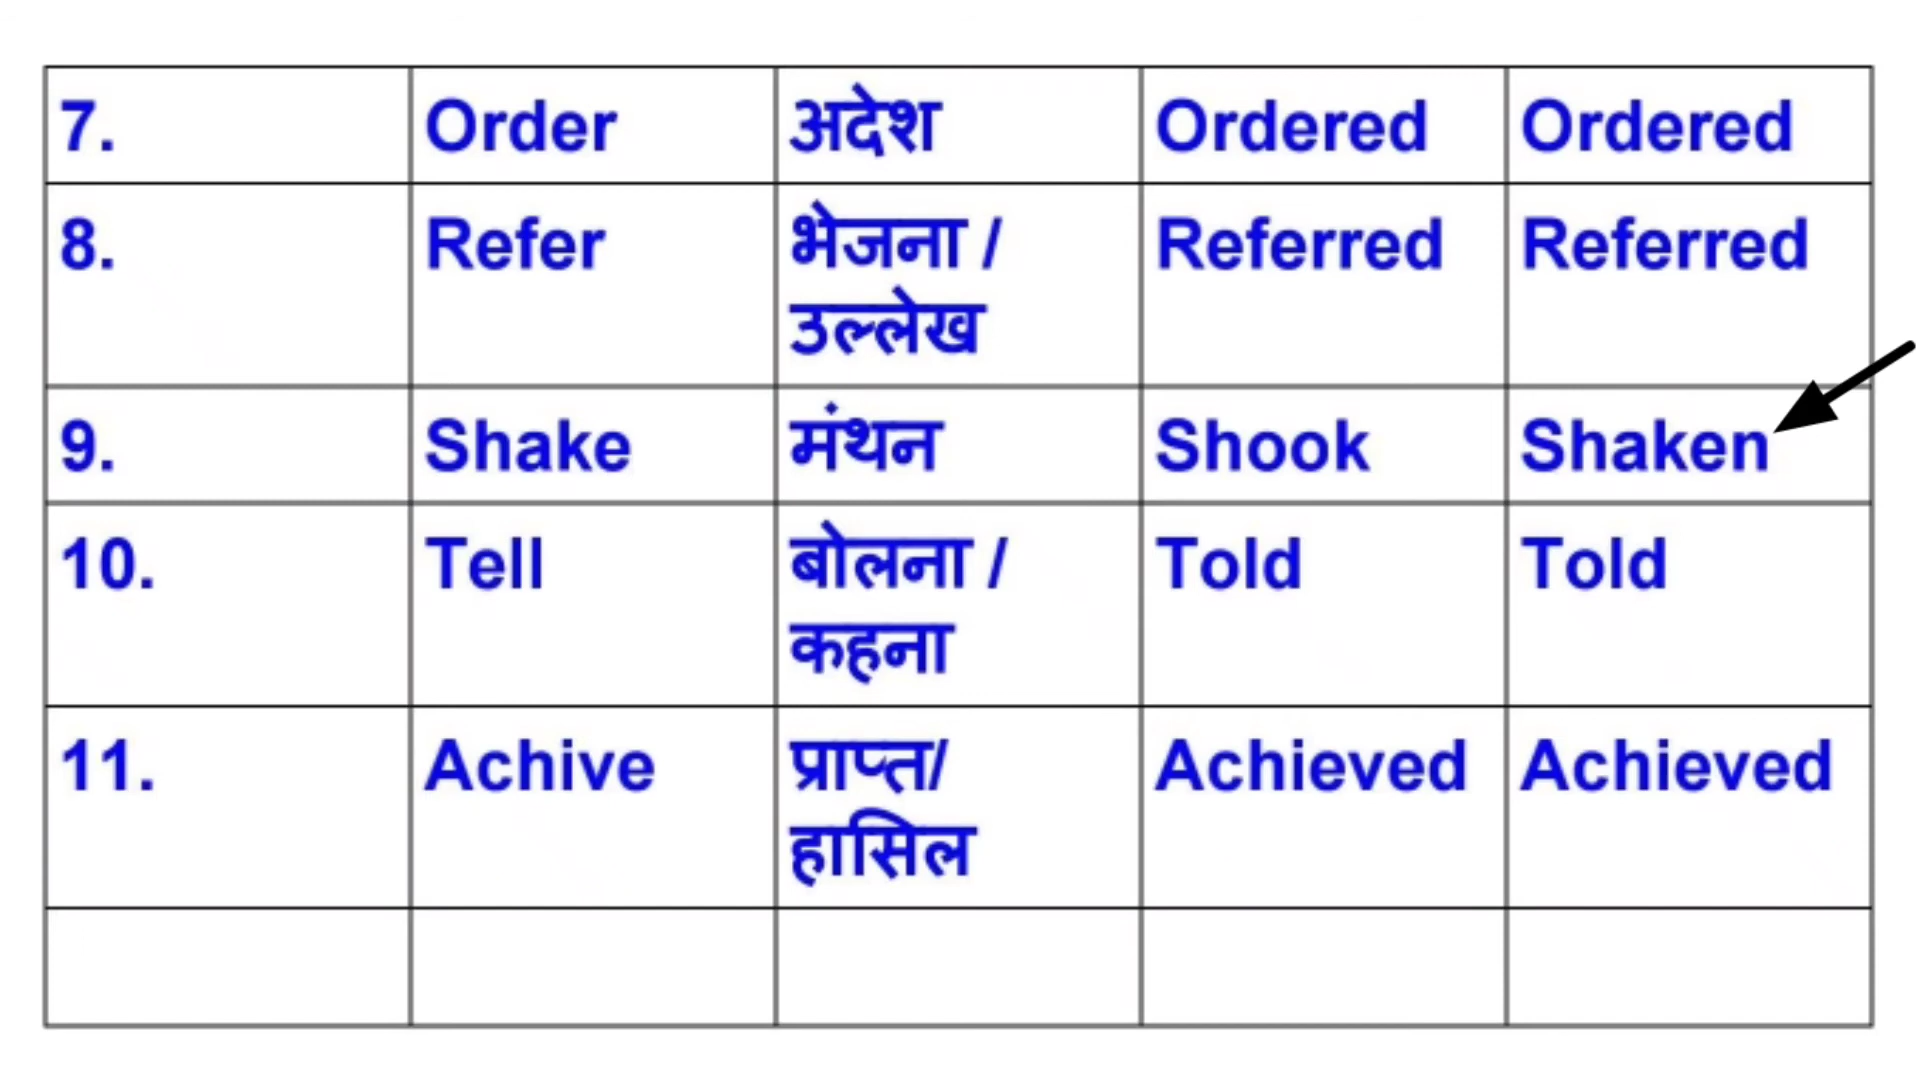 7. Order अदेश Ordered Ordered
8. Refer भेजना / Referred Referred
उल्लेख
9. Shake मंथन Shook Shaken
10. Tell बोलना / Told Told
कहना
11. Achive प्राप्त/ Achieved Achieved
हासिल